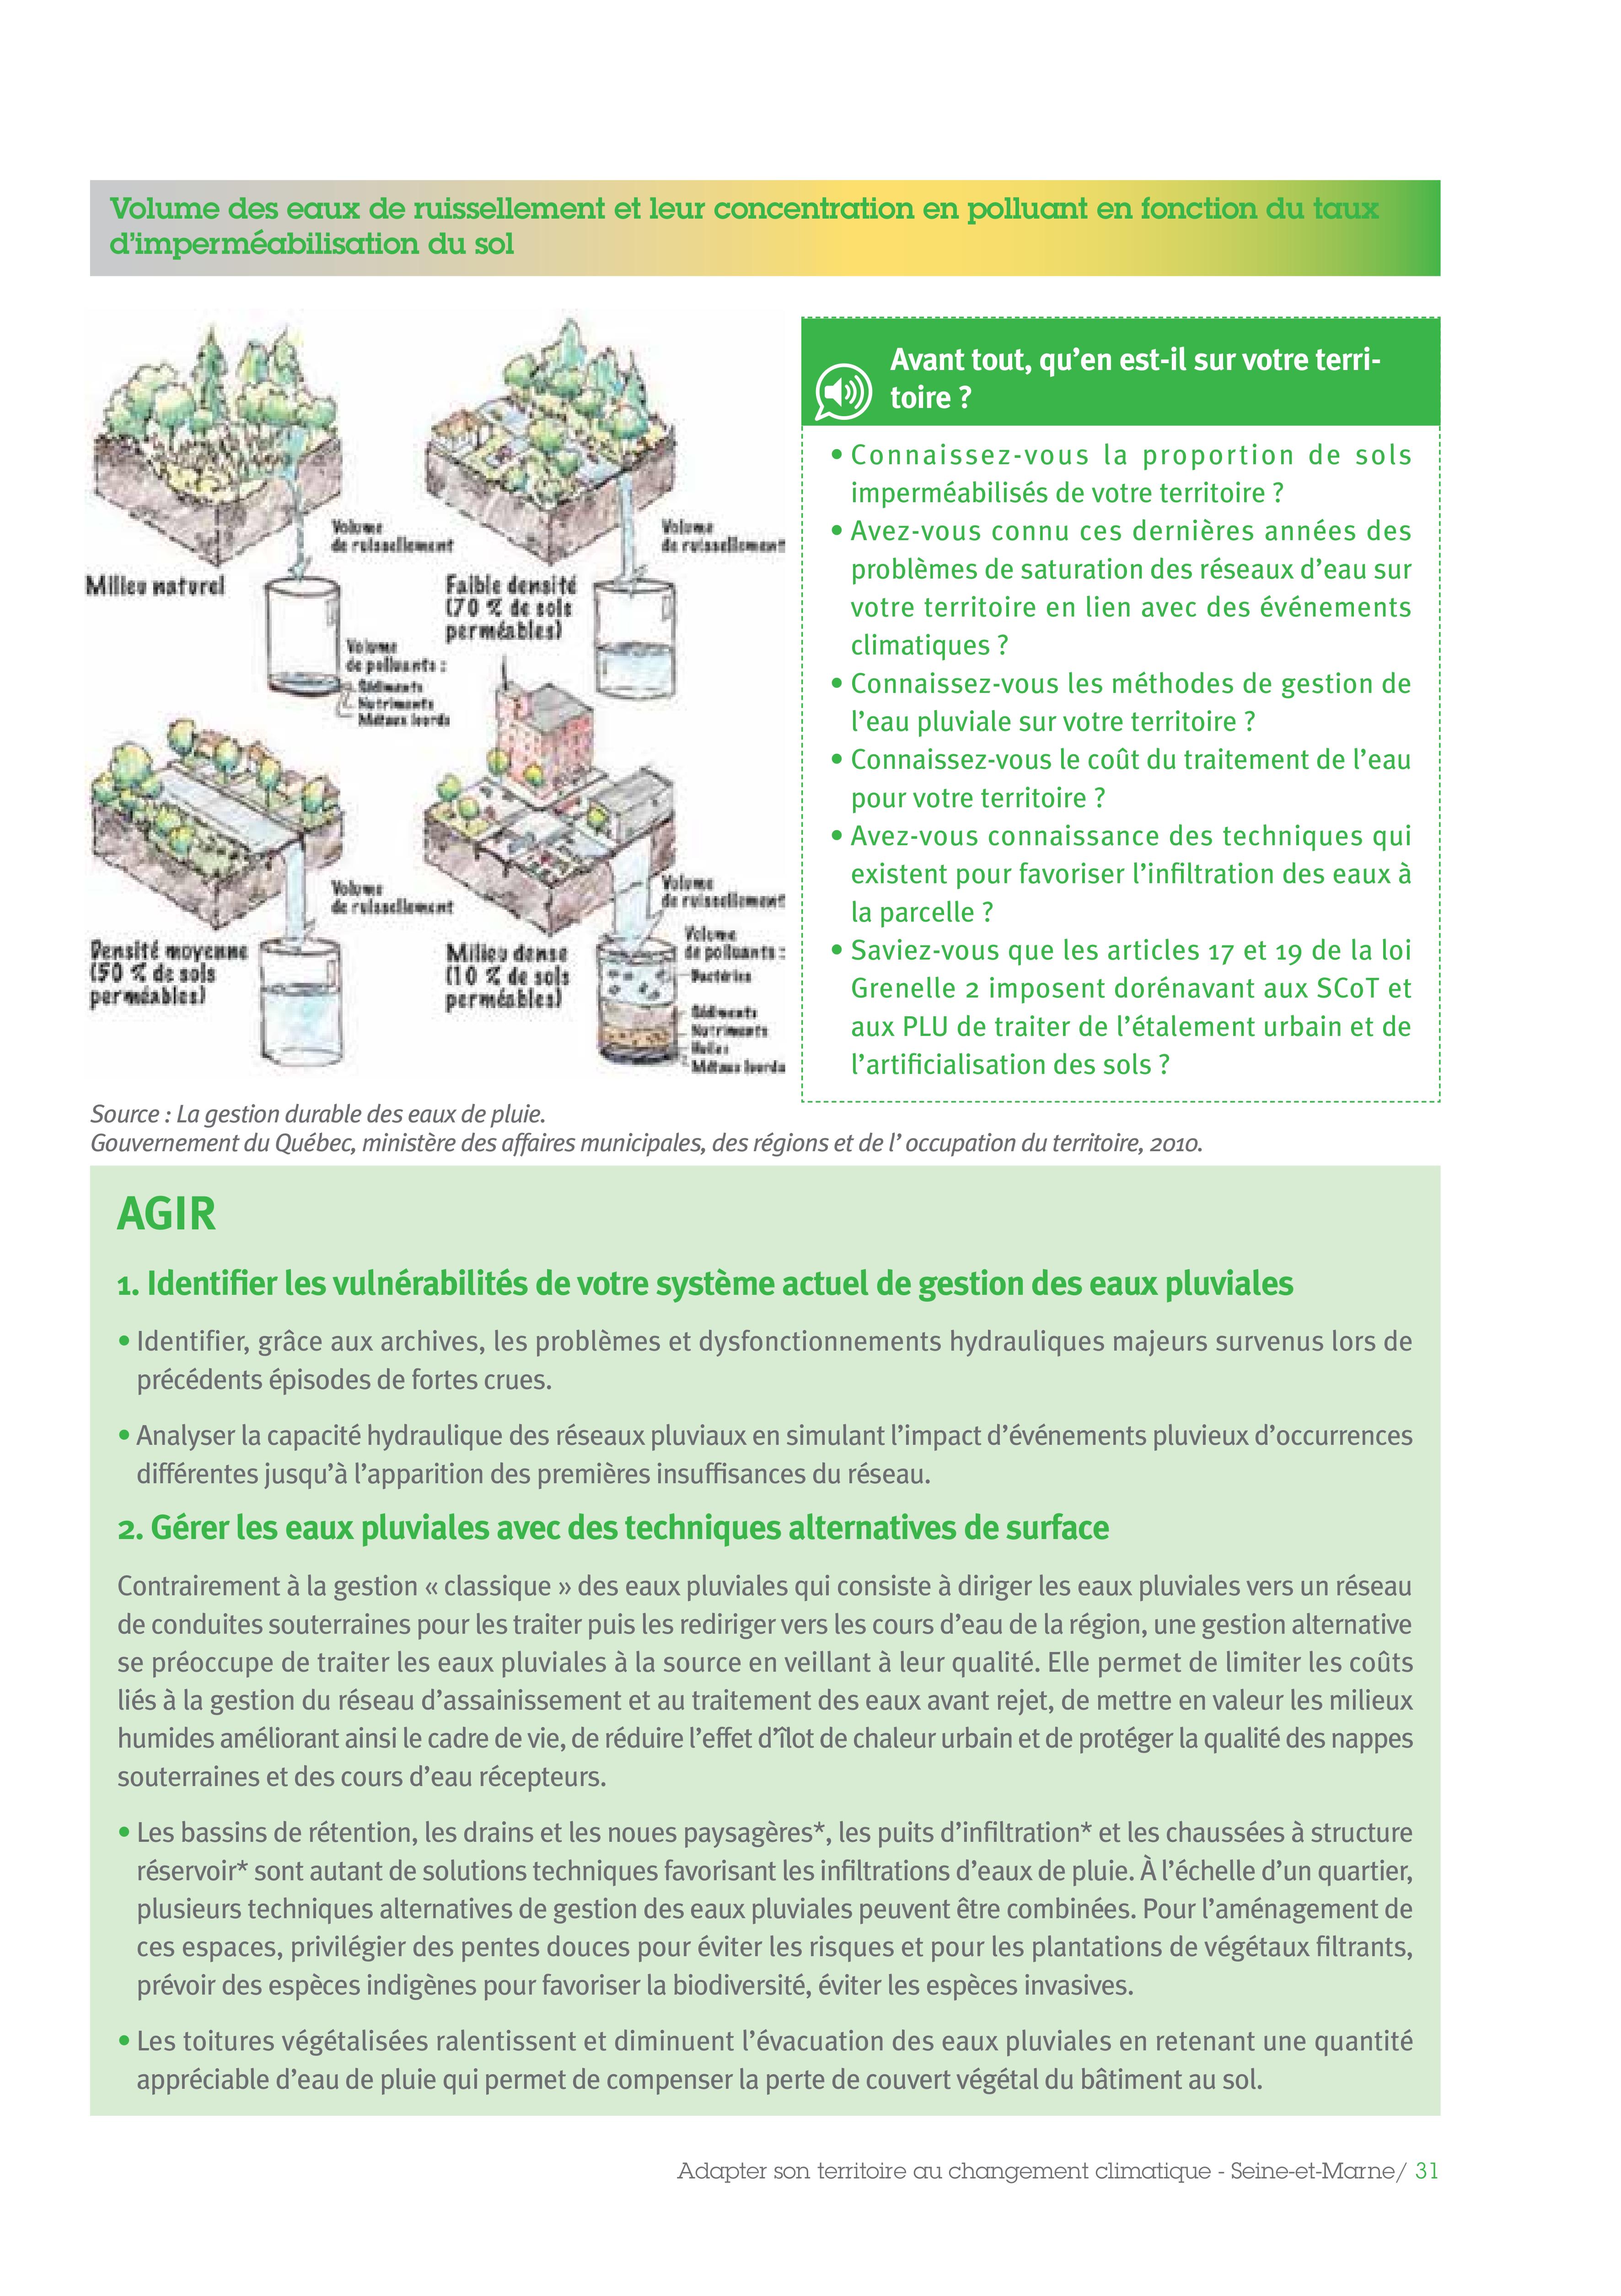 Volume des eaux de ruissellement et leur concentration en polluant en fonction du taux
d’imperméabilisation du sol
Volume
de ruissellement
Milieu naturel
Volume
de polluants :
Sédiments
Nutriments
Métaux lourds
Volume
de ruissellement
Faible densité
(70 % de sols
perméables)
Volume
de ruissellement
Densité moyenne
(50 % de sols
perméables)
Volume
de ruissellement
Milieu dense
(10 % de sols
perméables)
Volume
de polluants :
Bactéries
Sédiments
Nutriments
Huiles
Métaux lourds
Avant tout, qu’en est-il sur votre terri-
toire ?
• Connaissez-vous la proportion de sols
imperméabilisés de votre territoire ?
• Avez-vous connu ces dernières années des
problèmes de saturation des réseaux d’eau sur
votre territoire en lien avec des événements
climatiques ?
• Connaissez-vous les méthodes de gestion de
l’eau pluviale sur votre territoire ?
• Connaissez-vous le coût du traitement de l’eau
pour votre territoire ?
• Avez-vous connaissance des techniques qui
existent pour favoriser l’infiltration des eaux à
la parcelle ?
• Saviez-vous que les articles 17 et 19 de la loi
Grenelle 2 imposent dorénavant aux SCoT et
aux PLU de traiter de l’étalement urbain et de
l’artificialisation des sols ?
Source : La gestion durable des eaux de pluie.
Gouvernement du Québec, ministère des affaires municipales, des régions et de l’ occupation du territoire, 2010.
AGIR
1. Identifier les vulnérabilités de votre système actuel de gestion des eaux pluviales
• Identifier, grâce aux archives, les problèmes et dysfonctionnements hydrauliques majeurs survenus lors de
précédents épisodes de fortes crues.
• Analyser la capacité hydraulique des réseaux pluviaux en simulant l’impact d’événements pluvieux d’occurrences
différentes jusqu’à l’apparition des premières insuffisances du réseau.
2. Gérer les eaux pluviales avec des techniques alternatives de surface
Contrairement à la gestion « classique » des eaux pluviales qui consiste à diriger les eaux pluviales vers un réseau
de conduites souterraines pour les traiter puis les rediriger vers les cours d’eau de la région, une gestion alternative
se préoccupe de traiter les eaux pluviales à la source en veillant à leur qualité. Elle permet de limiter les coûts
liés à la gestion du réseau d’assainissement et au traitement des eaux avant rejet, de mettre en valeur les milieux
humides améliorant ainsi le cadre de vie, de réduire l’effet d’îlot de chaleur urbain et de protéger la qualité des nappes
souterraines et des cours d’eau récepteurs.
• Les bassins de rétention, les drains et les noues paysagères*, les puits d’infiltration* et les chaussées à structure
réservoir* sont autant de solutions techniques favorisant les infiltrations d’eaux de pluie. À l’échelle d’un quartier,
plusieurs techniques alternatives de gestion des eaux pluviales peuvent être combinées. Pour l’aménagement de
ces espaces, privilégier des pentes douces pour éviter les risques et pour les plantations de végétaux filtrants,
prévoir des espèces indigènes pour favoriser la biodiversité, éviter les espèces invasives.
• Les toitures végétalisées ralentissent et diminuent l’évacuation des eaux pluviales en retenant une quantité
appréciable d’eau de pluie qui permet de compenser la perte de couvert végétal du bâtiment au sol.
Adapter son territoire au changement climatique - Seine-et-Marne/ 31